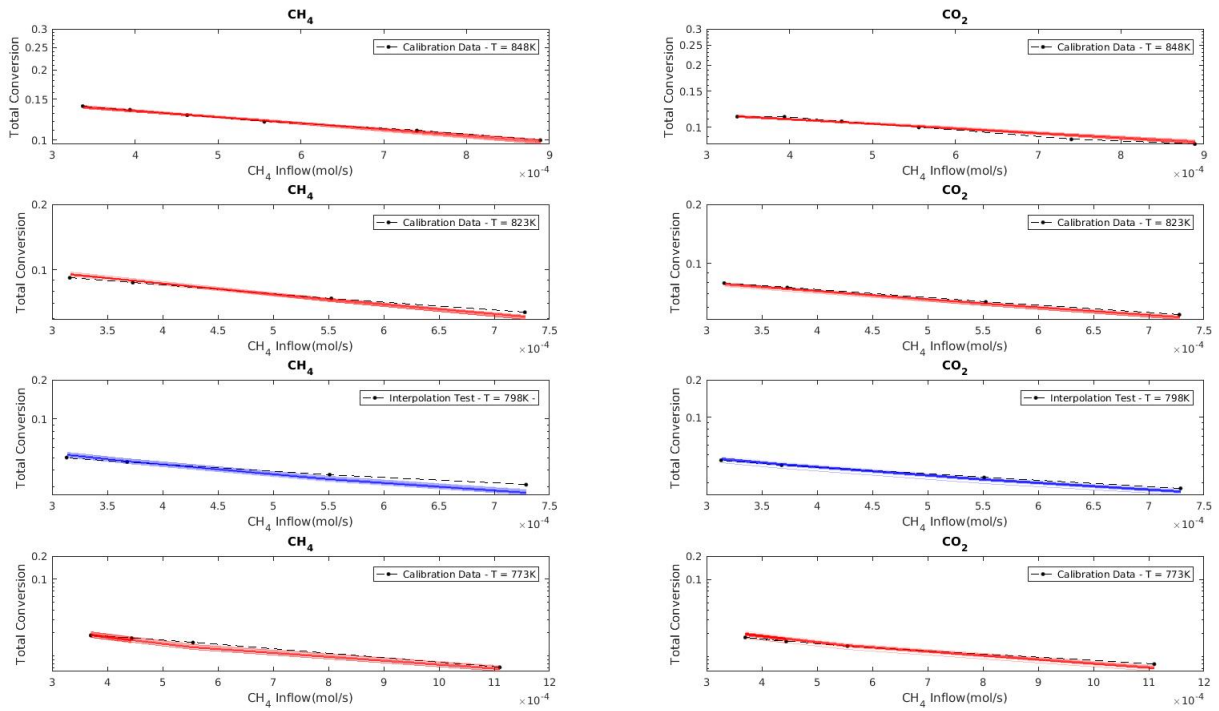 CH4
0.3
0.25
0.2
0.15
0.1
Total Conversion
Calibration Data - T = 848K
3 4 5 6 7 8 9
CH4 Inflow(mol/s)
×10-4
CO2
0.3
0.25
0.2
0.15
0.1
Total Conversion
Calibration Data - T = 848K
3 4 5 6 7 8 9
CH4 Inflow(mol/s)
×10-4
CH4
0.2
0.1
Total Conversion
Calibration Data - T = 823K
3 3.5 4 4.5 5 5.5 6 6.5 7 7.5
CH4 Inflow(mol/s)
×10-4
CO2
0.2
0.1
Total Conversion
Calibration Data - T = 823K
3 3.5 4 4.5 5 5.5 6 6.5 7 7.5
CH4 Inflow(mol/s)
×10-4
CH4
0.2
0.1
Total Conversion
Interpolation Test - T = 798K -
3 3.5 4 4.5 5 5.5 6 6.5 7 7.5
CH4 Inflow(mol/s)
×10-4
CO2
0.2
0.1
Total Conversion
Interpolation Test - T = 798K
3 3.5 4 4.5 5 5.5 6 6.5 7 7.5
CH4 Inflow(mol/s)
×10-4
CH4
0.2
0.1
Total Conversion
Calibration Data - T = 773K
3 4 5 6 7 8 9 10 11 12
CH4 Inflow(mol/s)
×10-4
CO2
0.2
0.1
Total Conversion
Calibration Data - T = 773K
3 4 5 6 7 8 9 10 11 12
CH4 Inflow(mol/s)
×10-4